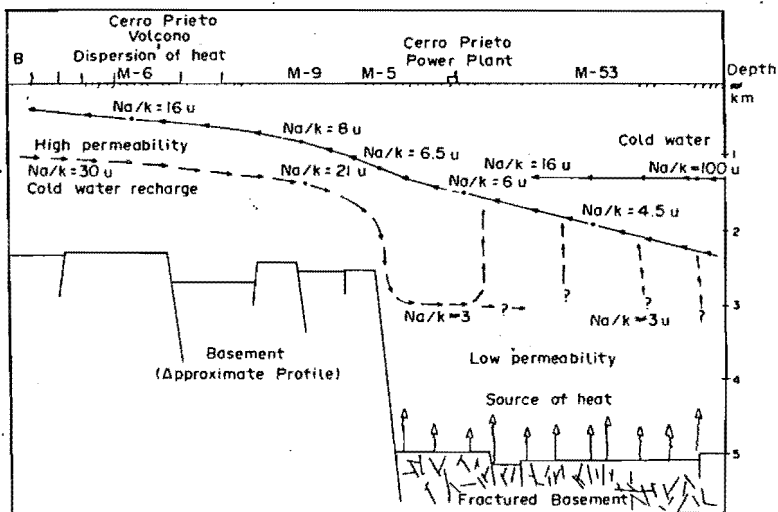 Cerro Prieto
Volcano
Dispersion of heat
Cerro Prieto
Power Plant
B
M-6
M-9
M-5
M-53
Depth
≈
km
Na/k=16 u
Na/k=8 u
High permeability
Na/k=6.5 u
Cold water
1
Na/k=30 u
Cold water recharge
Na/k=21 u
Na/k=6 u
Na/k=16 u
Na/k≈100u
Na/k=4.5 u
2
3
Na/k≈3
?
?
?
?
Na/k≈3u
Basement
(Approximate Profile)
Low permeability
4
Source of heat
5
Fractured Basement